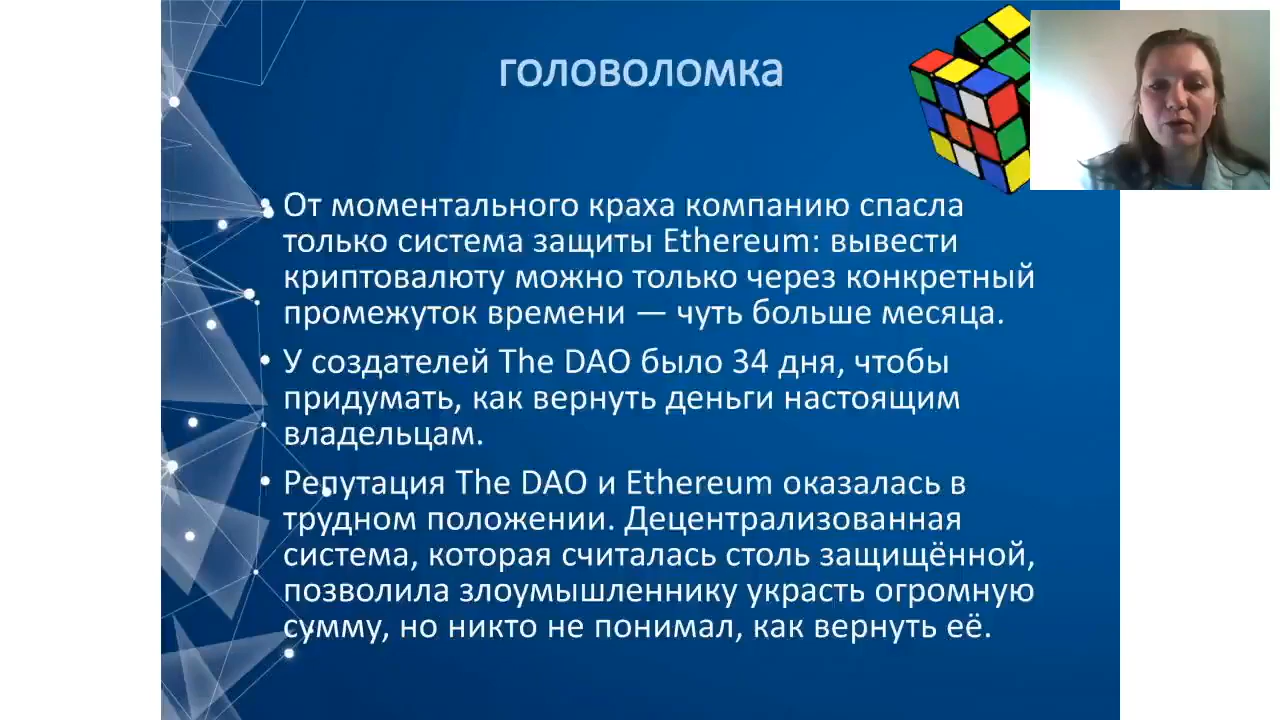 головоломка
• От моментального краха компанию спасла
только система защиты Ethereum: вывести
криптовалюту можно только через конкретный
промежуток времени — чуть больше месяца.
• У создателей The DAO было 34 дня, чтобы
придумать, как вернуть деньги настоящим
владельцам.
• Репутация The DAO и Ethereum оказалась в
трудном положении. Децентрализованная
система, которая считалась столь защищённой,
позволила злоумышленнику украсть огромную
сумму, но никто не понимал, как вернуть её.